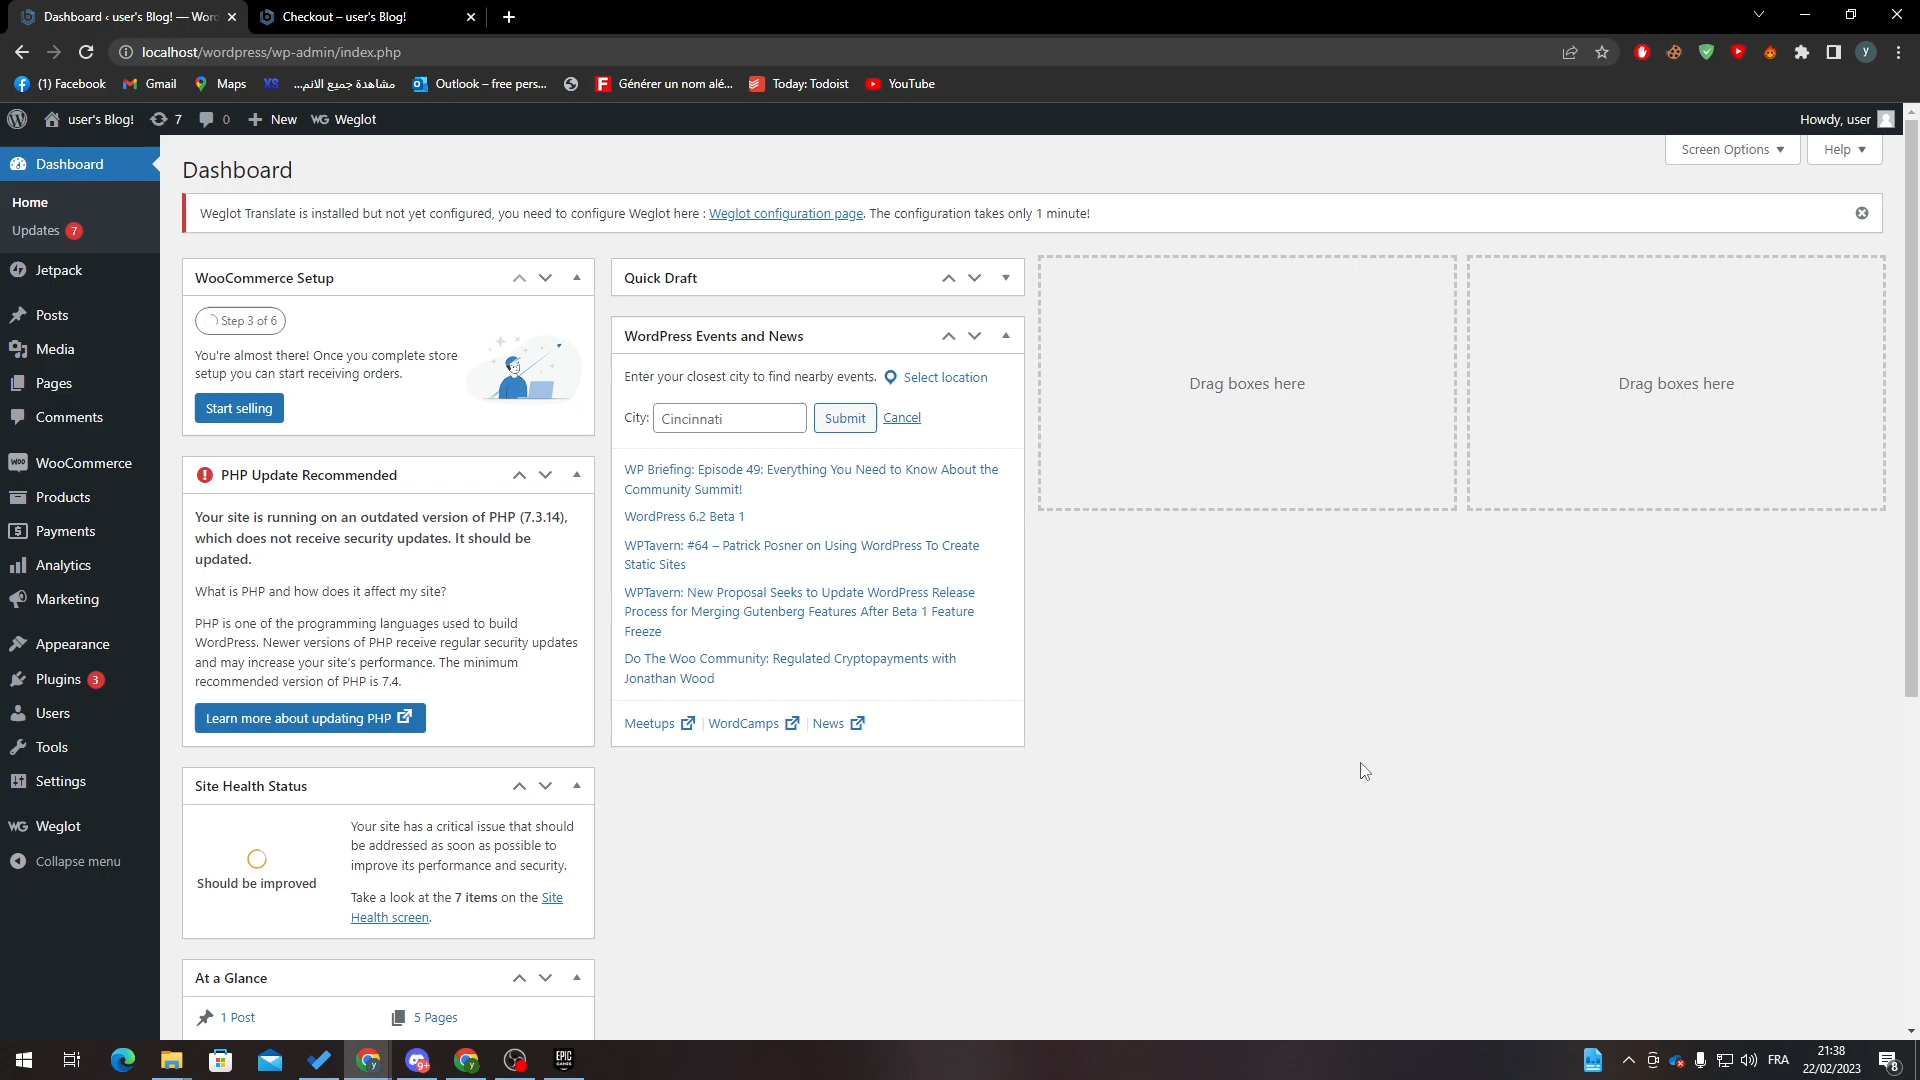 Dashboard ‹ user's Blog! — Wor
Checkout – user's Blog!
localhost/wordpress/wp-admin/index.php
(1) Facebook
Gmail
Maps
مشاهدة جميع الانم...
Outlook – free pers...
Générer un nom alé...
Today: Todoist
YouTube
user's Blog!
7
0
New
WG Weglot
Howdy, user
Dashboard
Home
Updates 7
Jetpack
Posts
Media
Pages
Comments
WooCommerce
Products
Payments
Analytics
Marketing
Appearance
Plugins 3
Users
Tools
Settings
WG Weglot
Collapse menu
Dashboard
Screen Options
Help
Weglot Translate is installed but not yet configured, you need to configure Weglot here : Weglot configuration page. The configuration takes only 1 minute!
WooCommerce Setup
Step 3 of 6
You're almost there! Once you complete store
setup you can start receiving orders.
Start selling
PHP Update Recommended
Your site is running on an outdated version of PHP (7.3.14),
which does not receive security updates. It should be
updated.
What is PHP and how does it affect my site?
PHP is one of the programming languages used to build
WordPress. Newer versions of PHP receive regular security updates
and may increase your site's performance. The minimum
recommended version of PHP is 7.4.
Learn more about updating PHP
Site Health Status
Should be improved
Your site has a critical issue that should
be addressed as soon as possible to
improve its performance and security.
Take a look at the 7 items on the Site
Health screen.
At a Glance
1 Post
5 Pages
Quick Draft
WordPress Events and News
Enter your closest city to find nearby events.
Select location
City:
Cincinnati
Submit
Cancel
WP Briefing: Episode 49: Everything You Need to Know About the
Community Summit!
WordPress 6.2 Beta 1
WPTavern: #64 – Patrick Posner on Using WordPress To Create
Static Sites
WPTavern: New Proposal Seeks to Update WordPress Release
Process for Merging Gutenberg Features After Beta 1 Feature
Freeze
Do The Woo Community: Regulated Cryptopayments with
Jonathan Wood
Meetups | WordCamps | News
Drag boxes here
Drag boxes here
9+
EPIC
GAMES
FRA
21:38
22/02/2023
8